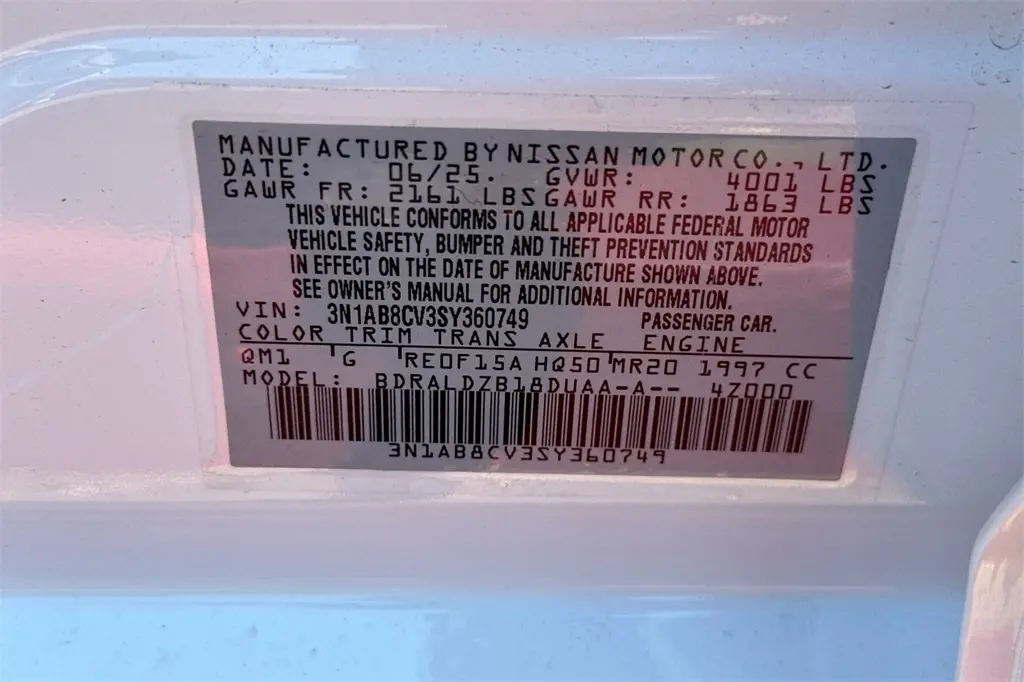 MANUFACTURED BY NISSAN MOTOR CO., LTD.
DATE: 06/25. GVWR: 4001 LBS
GAWR FR: 2161 LBS GAWR RR: 1863 LBS
THIS VEHICLE CONFORMS TO ALL APPLICABLE FEDERAL MOTOR
VEHICLE SAFETY, BUMPER AND THEFT PREVENTION STANDARDS
IN EFFECT ON THE DATE OF MANUFACTURE SHOWN ABOVE.
SEE OWNER'S MANUAL FOR ADDITIONAL INFORMATION.
VIN: 3N1AB8CV3SY360749 PASSENGER CAR.
COLOR TRIM TRANS AXLE ENGINE
QM1 G RE0F15A HQ50 MR20 1997 CC
MODEL: BDRALDZB18DUAA-A-- 4Z000
3N1AB8CV3SY360749